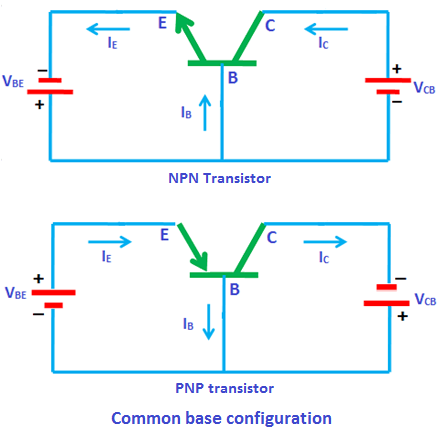 E
C
IE
IC
−
+
VBE
+
B
VCB
+
−
IB
NPN Transistor
E
C
IE
IC
+
−
B
VBE
VCB
−
+
IB
PNP transistor
Common base configuration